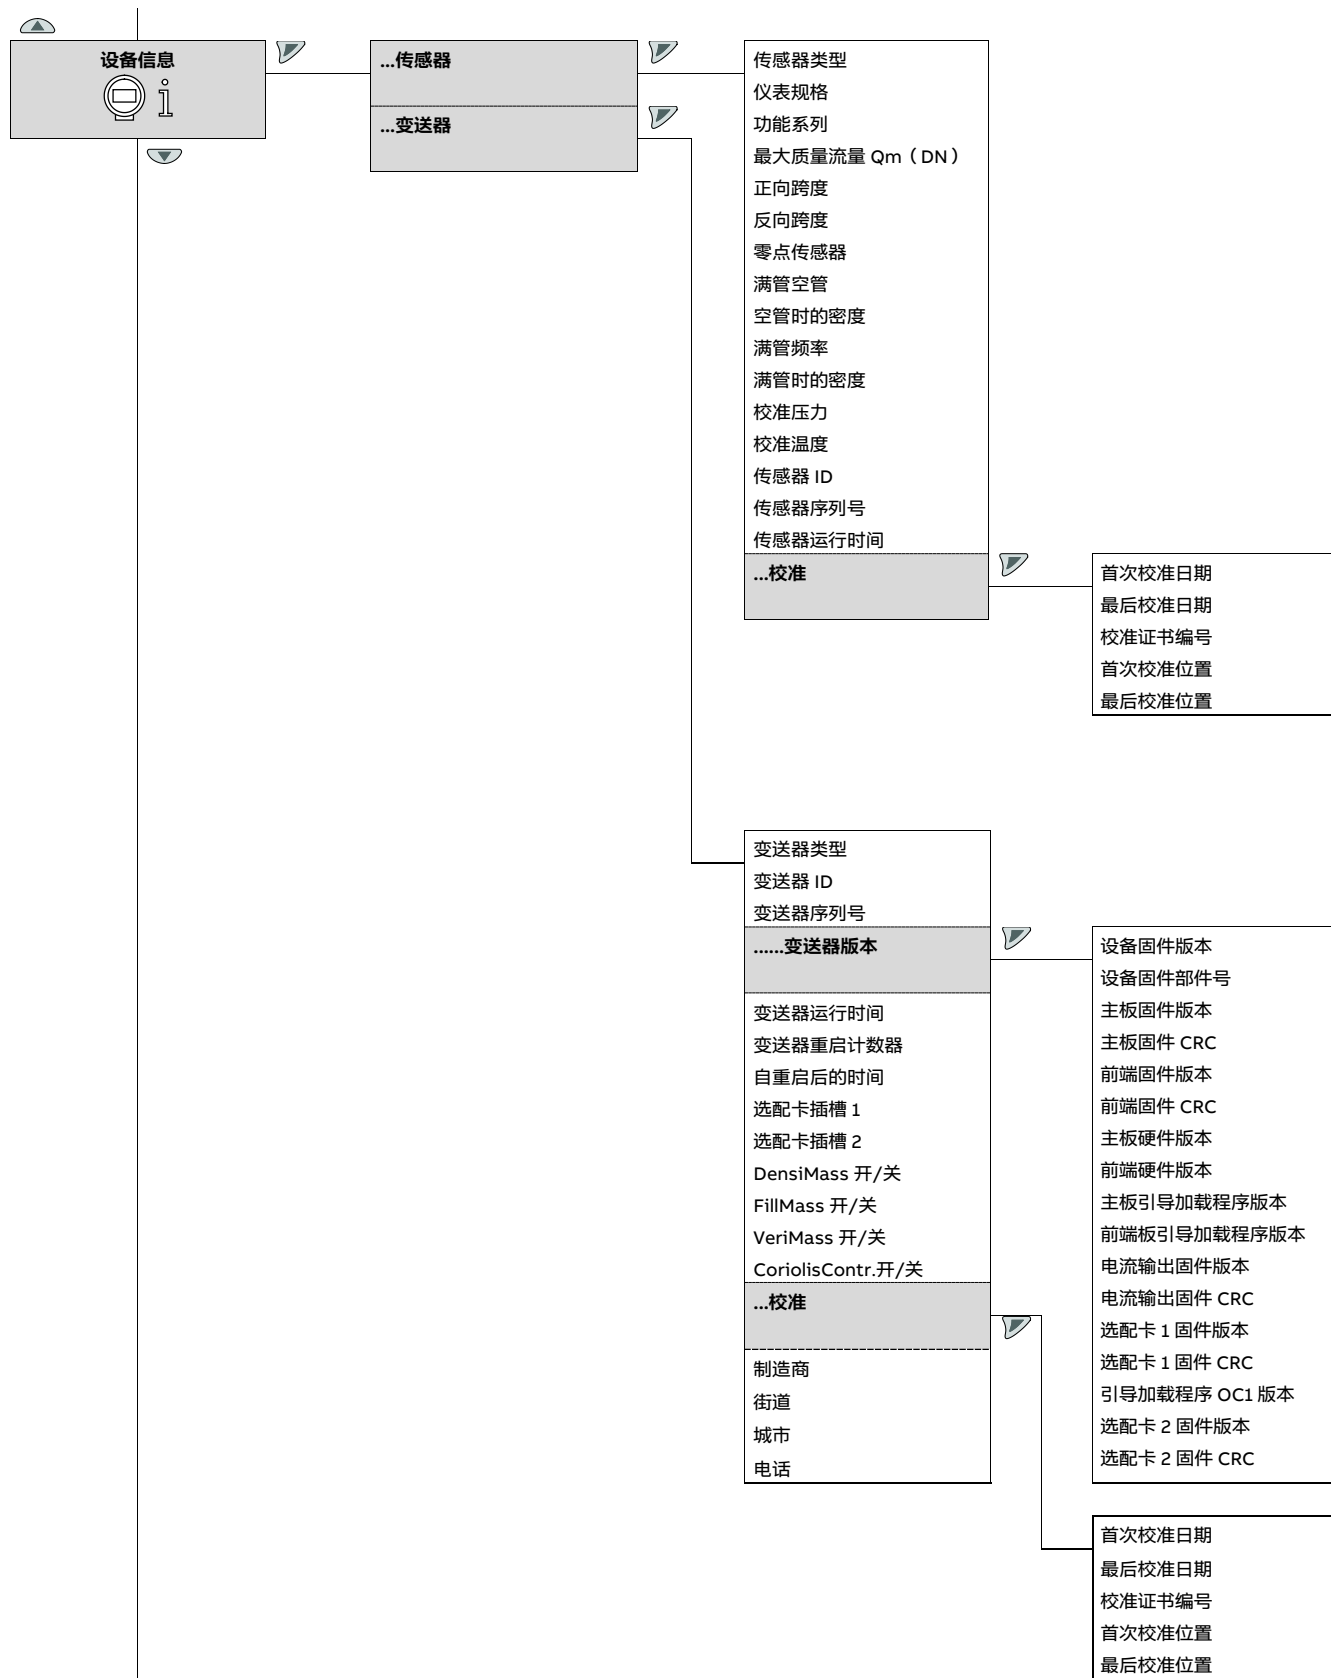 设备信息
i
...传感器
...变送器
传感器类型
仪表规格
功能系列
最大质量流量 Qm（DN）
正向跨度
反向跨度
零点传感器
满管空管
空管时的密度
满管频率
满管时的密度
校准压力
校准温度
传感器 ID
传感器序列号
传感器运行时间
...校准
首次校准日期
最后校准日期
校准证书编号
首次校准位置
最后校准位置
变送器类型
变送器 ID
变送器序列号
......变送器版本
变送器运行时间
变送器重启计数器
自重启后的时间
选配卡插槽 1
选配卡插槽 2
DensiMass 开/关
FillMass 开/关
VeriMass 开/关
CoriolisContr.开/关
...校准
制造商
街道
城市
电话
设备固件版本
设备固件部件号
主板固件版本
主板固件 CRC
前端固件版本
前端固件 CRC
主板硬件版本
前端硬件版本
主板引导加载程序版本
前端板引导加载程序版本
电流输出固件版本
电流输出固件 CRC
选配卡 1 固件版本
选配卡 1 固件 CRC
引导加载程序 OC1 版本
选配卡 2 固件版本
选配卡 2 固件 CRC
首次校准日期
最后校准日期
校准证书编号
首次校准位置
最后校准位置